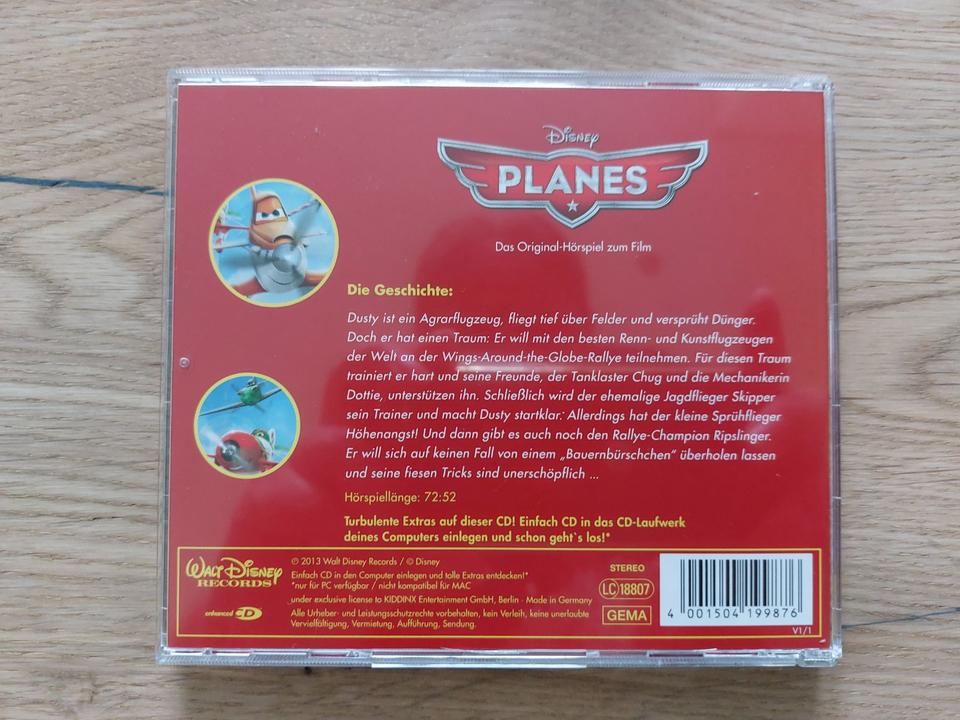 Disney
PLANES
Das Original-Hörspiel zum Film
Die Geschichte:
Dusty ist ein Agrarflugzeug, fliegt tief über Felder und versprüht Dünger.
Doch er hat einen Traum: Er will mit den besten Renn- und Kunstflugzeugen
der Welt an der Wings-Around-the-Globe-Rallye teilnehmen. Für diesen Traum
trainiert er hart und seine Freunde, der Tanklaster Chug und die Mechanikerin
Dottie, unterstützen ihn. Schließlich wird der ehemalige Jagdflieger Skipper
sein Trainer und macht Dusty startklar. Allerdings hat der kleine Sprühflieger
Höhenangst! Und dann gibt es auch noch den Rallye-Champion Ripslinger.
Er will sich auf keinen Fall von einem „Bauernbürschchen“ überholen lassen
und seine fiesen Tricks sind unerschöpflich ...
Hörspiellänge: 72:52
Turbulente Extras auf dieser CD! Einfach CD in das CD-Laufwerk
deines Computers einlegen und schon geht`s los!*
WALT DISNEY
RECORDS
enhanced CD
© 2013 Walt Disney Records / © Disney
Einfach CD in den Computer einlegen und tolle Extras entdecken!*
*nur für PC verfügbar / nicht kompatibel für MAC
under exclusive license to KIDDINX Entertainment GmbH, Berlin · Made in Germany
Alle Urheber- und Leistungsschutzrechte vorbehalten, kein Verleih, keine unerlaubte
Vervielfältigung, Vermietung, Aufführung, Sendung.
STEREO
LC 18807
GEMA
4 001504 199876
V1/1